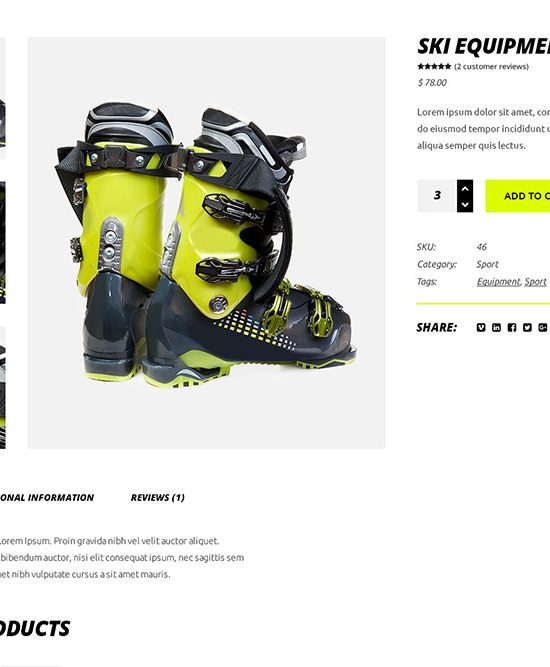 SKI EQUIPME
(2 customer reviews)
$ 78.00
Lorem ipsum dolor sit amet, con
do eiusmod tempor incididunt u
aliqua semper quis lectus.
3
ADD TO C
SKU: 46
Category: Sport
Tags: Equipment, Sport
SHARE:
ONAL INFORMATION
REVIEWS (1)
Lorem Ipsum. Proin gravida nibh vel velit auctor aliquet.
bibendum auctor, nisi elit consequat ipsum, nec sagittis sem
et nibh vulputate cursus a sit amet mauris.
ODUCTS